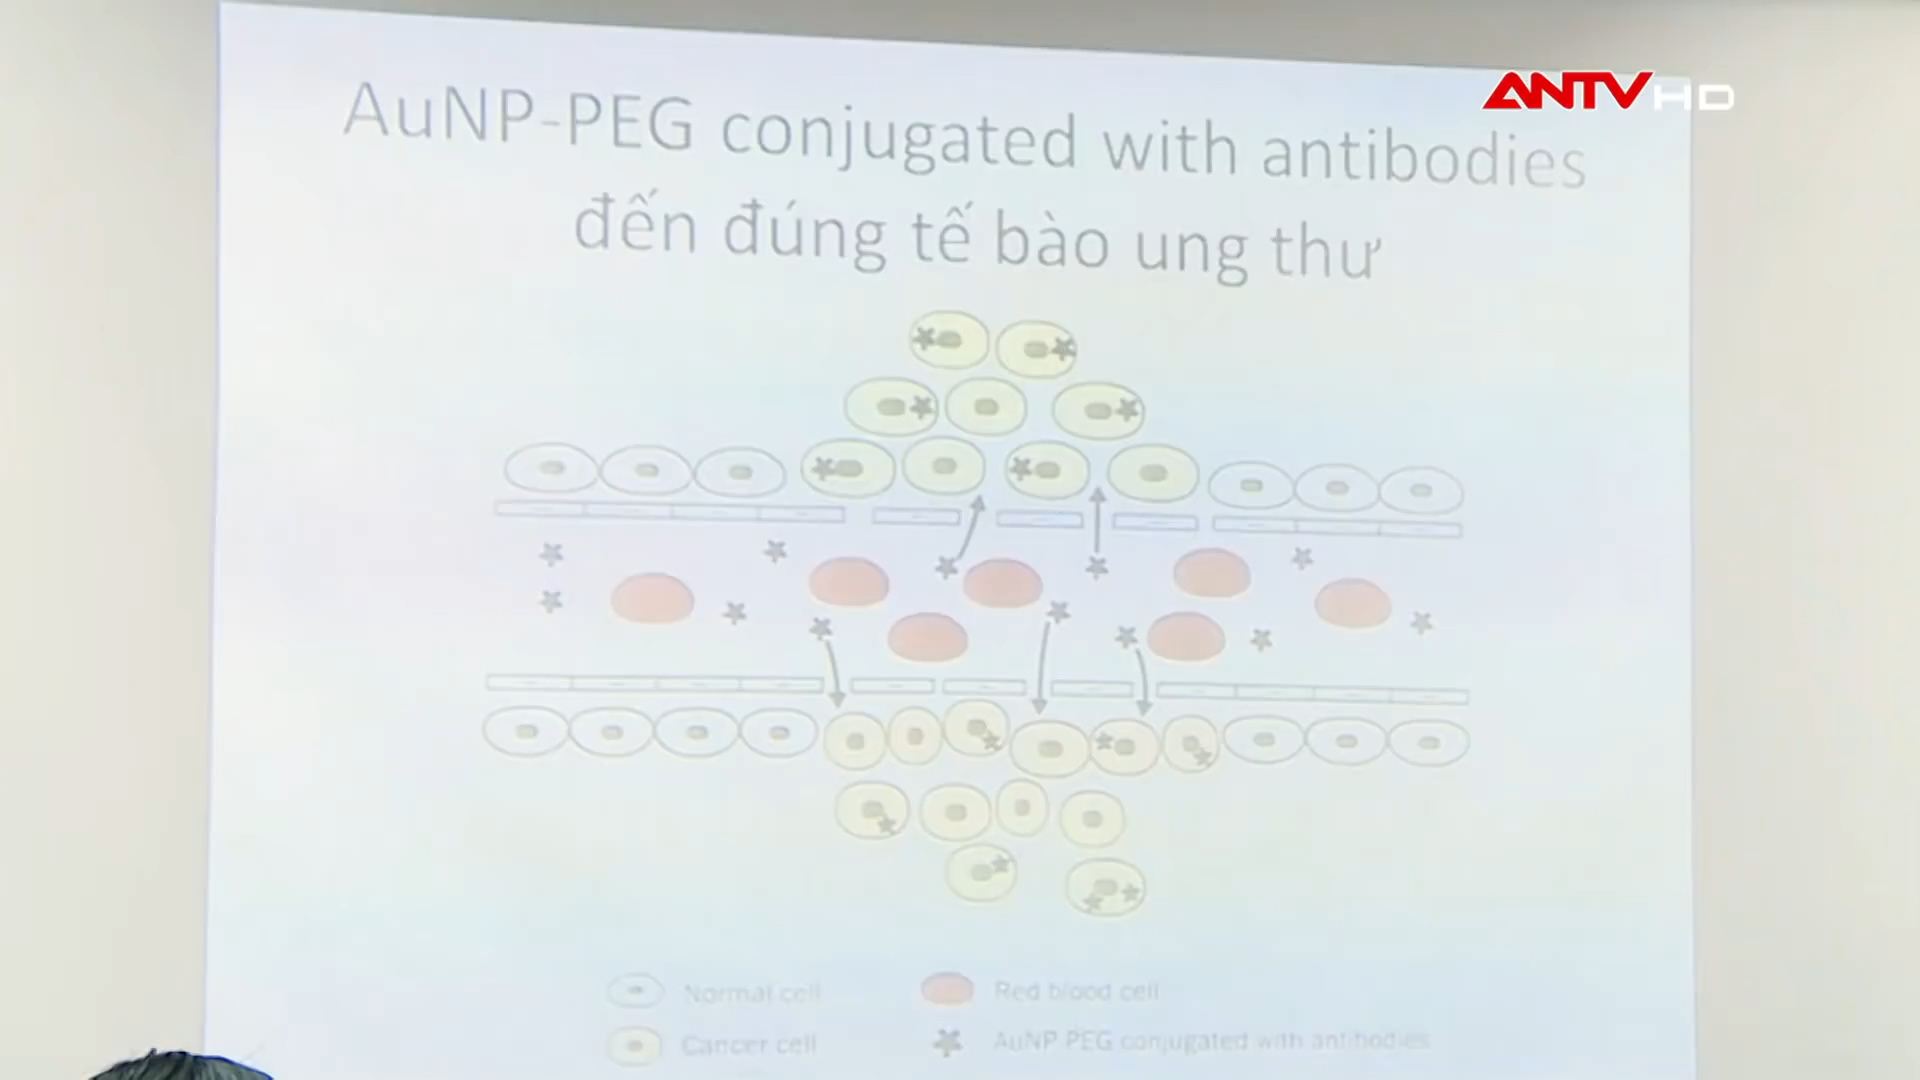 ANTV HD
AuNP-PEG conjugated with antibodies
đến đúng tế bào ung thư
Normal cell
Red blood cell
Cancer cell
AuNP PEG conjugated with antibodies